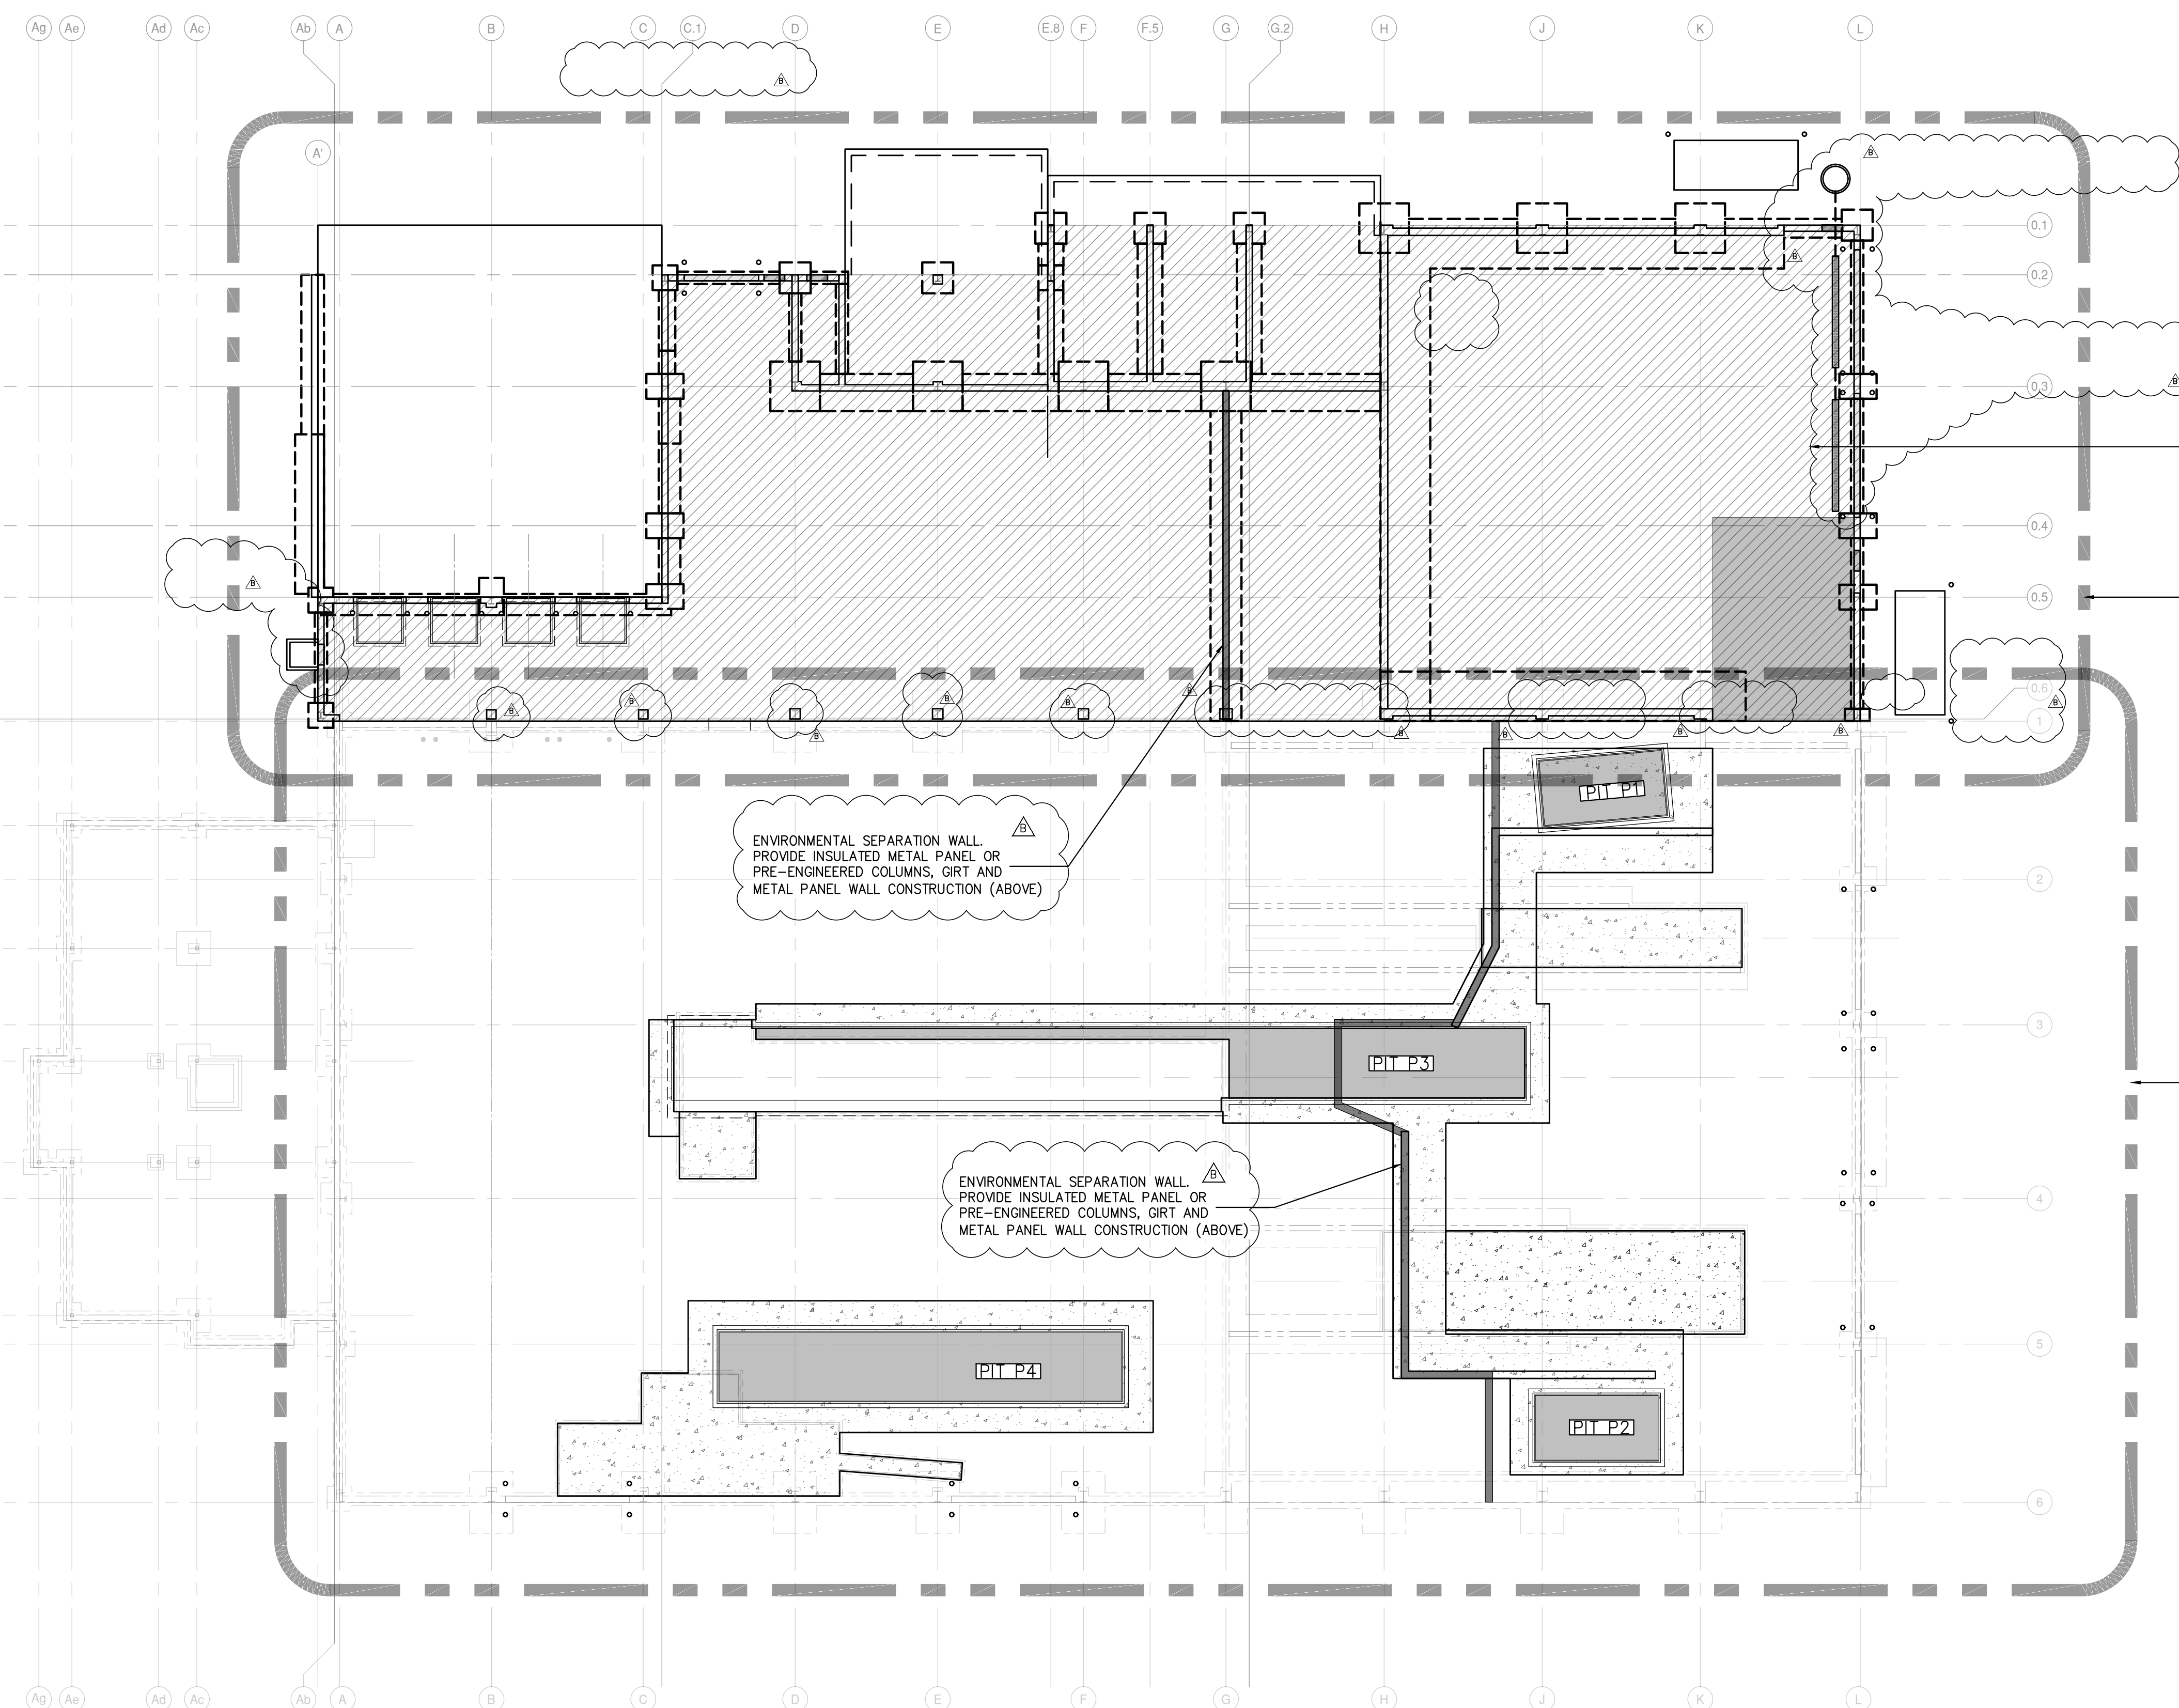 Ag Ae Ad Ac Ab A B C C.1 D E E.8 F F.5 G G.2 H J K L
B
B
A'
0.1
B
0.2
0.3
B
0.4
B
0.5
0.6
B B B B B B B
1
B B B B B
PIT P1
ENVIRONMENTAL SEPARATION WALL.
PROVIDE INSULATED METAL PANEL OR
PRE-ENGINEERED COLUMNS, GIRT AND
METAL PANEL WALL CONSTRUCTION (ABOVE)
B
2
3
PIT P3
ENVIRONMENTAL SEPARATION WALL.
PROVIDE INSULATED METAL PANEL OR
PRE-ENGINEERED COLUMNS, GIRT AND
METAL PANEL WALL CONSTRUCTION (ABOVE)
B
4
5
PIT P4
PIT P2
6
Ag Ae Ad Ac Ab A B C D E F G H J K L